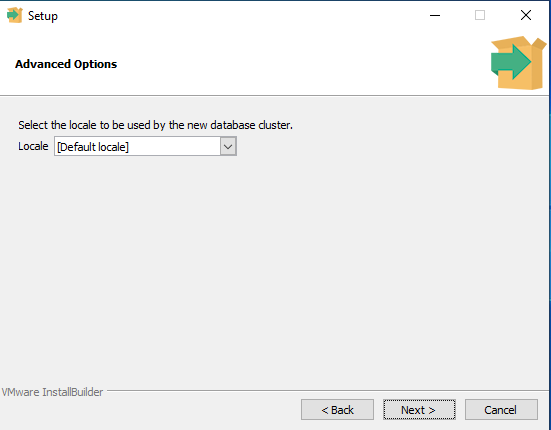 Setup
Advanced Options
Select the locale to be used by the new database cluster.
Locale [Default locale]
VMware InstallBuilder
< Back Next > Cancel